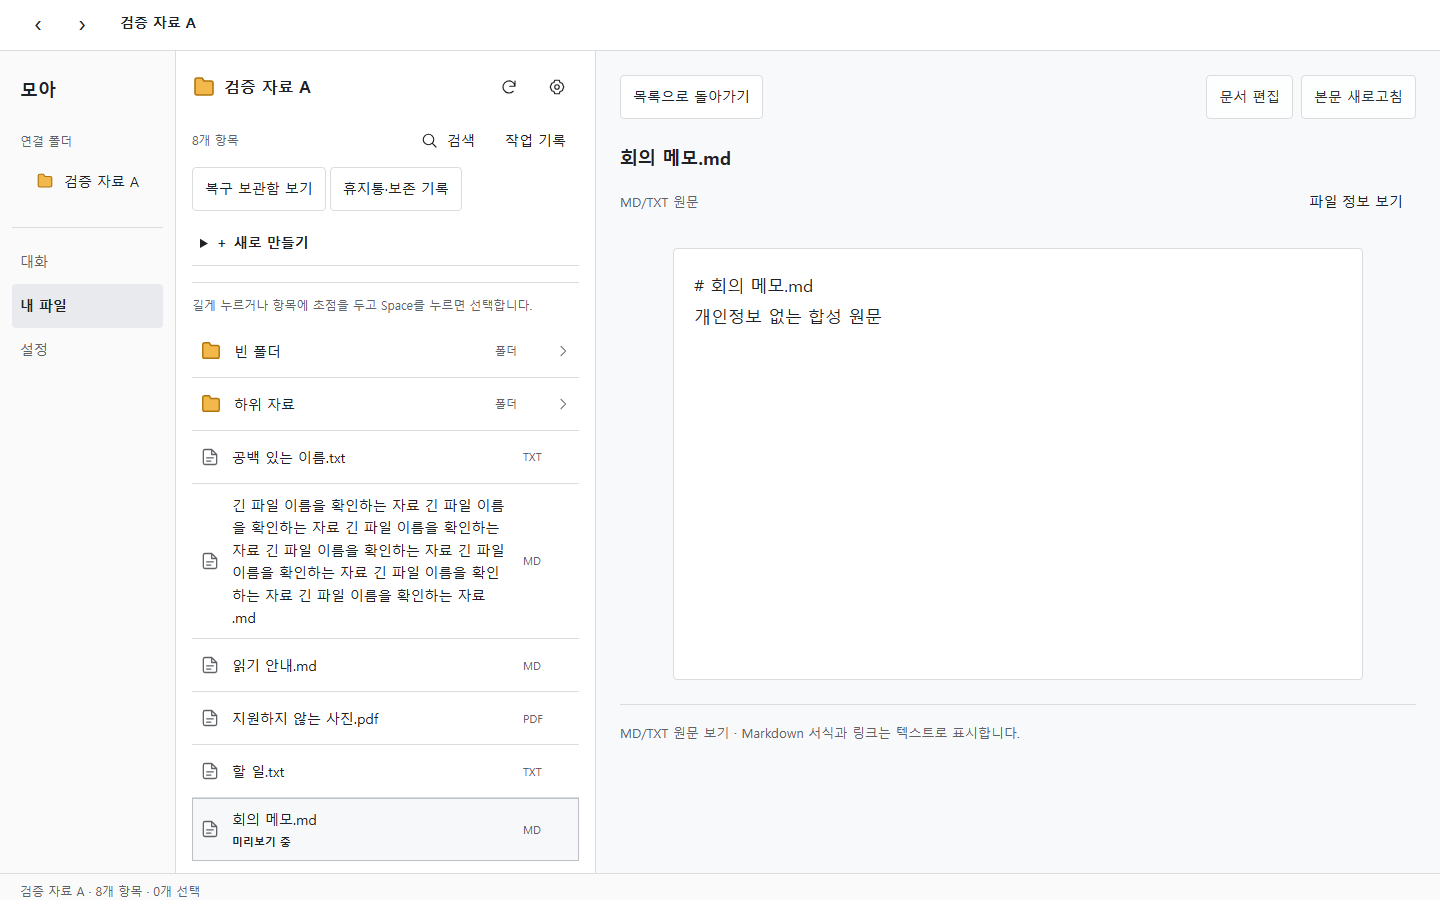 검증 자료 A
모아
연결 폴더
검증 자료 A
대화
내 파일
설정
검증 자료 A
8개 항목
검색
작업 기록
복구 보관함 보기
휴지통·보존 기록
+ 새로 만들기
길게 누르거나 항목에 초점을 두고 Space를 누르면 선택합니다.
빈 폴더
폴더
하위 자료
폴더
공백 있는 이름.txt
TXT
긴 파일 이름을 확인하는 자료 긴 파일 이름
을 확인하는 자료 긴 파일 이름을 확인하는
자료 긴 파일 이름을 확인하는 자료 긴 파일
이름을 확인하는 자료 긴 파일 이름을 확인
하는 자료 긴 파일 이름을 확인하는 자료
.md
MD
읽기 안내.md
MD
지원하지 않는 사진.pdf
PDF
할 일.txt
TXT
회의 메모.md
미리보기 중
MD
목록으로 돌아가기
문서 편집
본문 새로고침
회의 메모.md
MD/TXT 원문
파일 정보 보기
# 회의 메모.md
개인정보 없는 합성 원문
MD/TXT 원문 보기 · Markdown 서식과 링크는 텍스트로 표시합니다.
검증 자료 A · 8개 항목 · 0개 선택